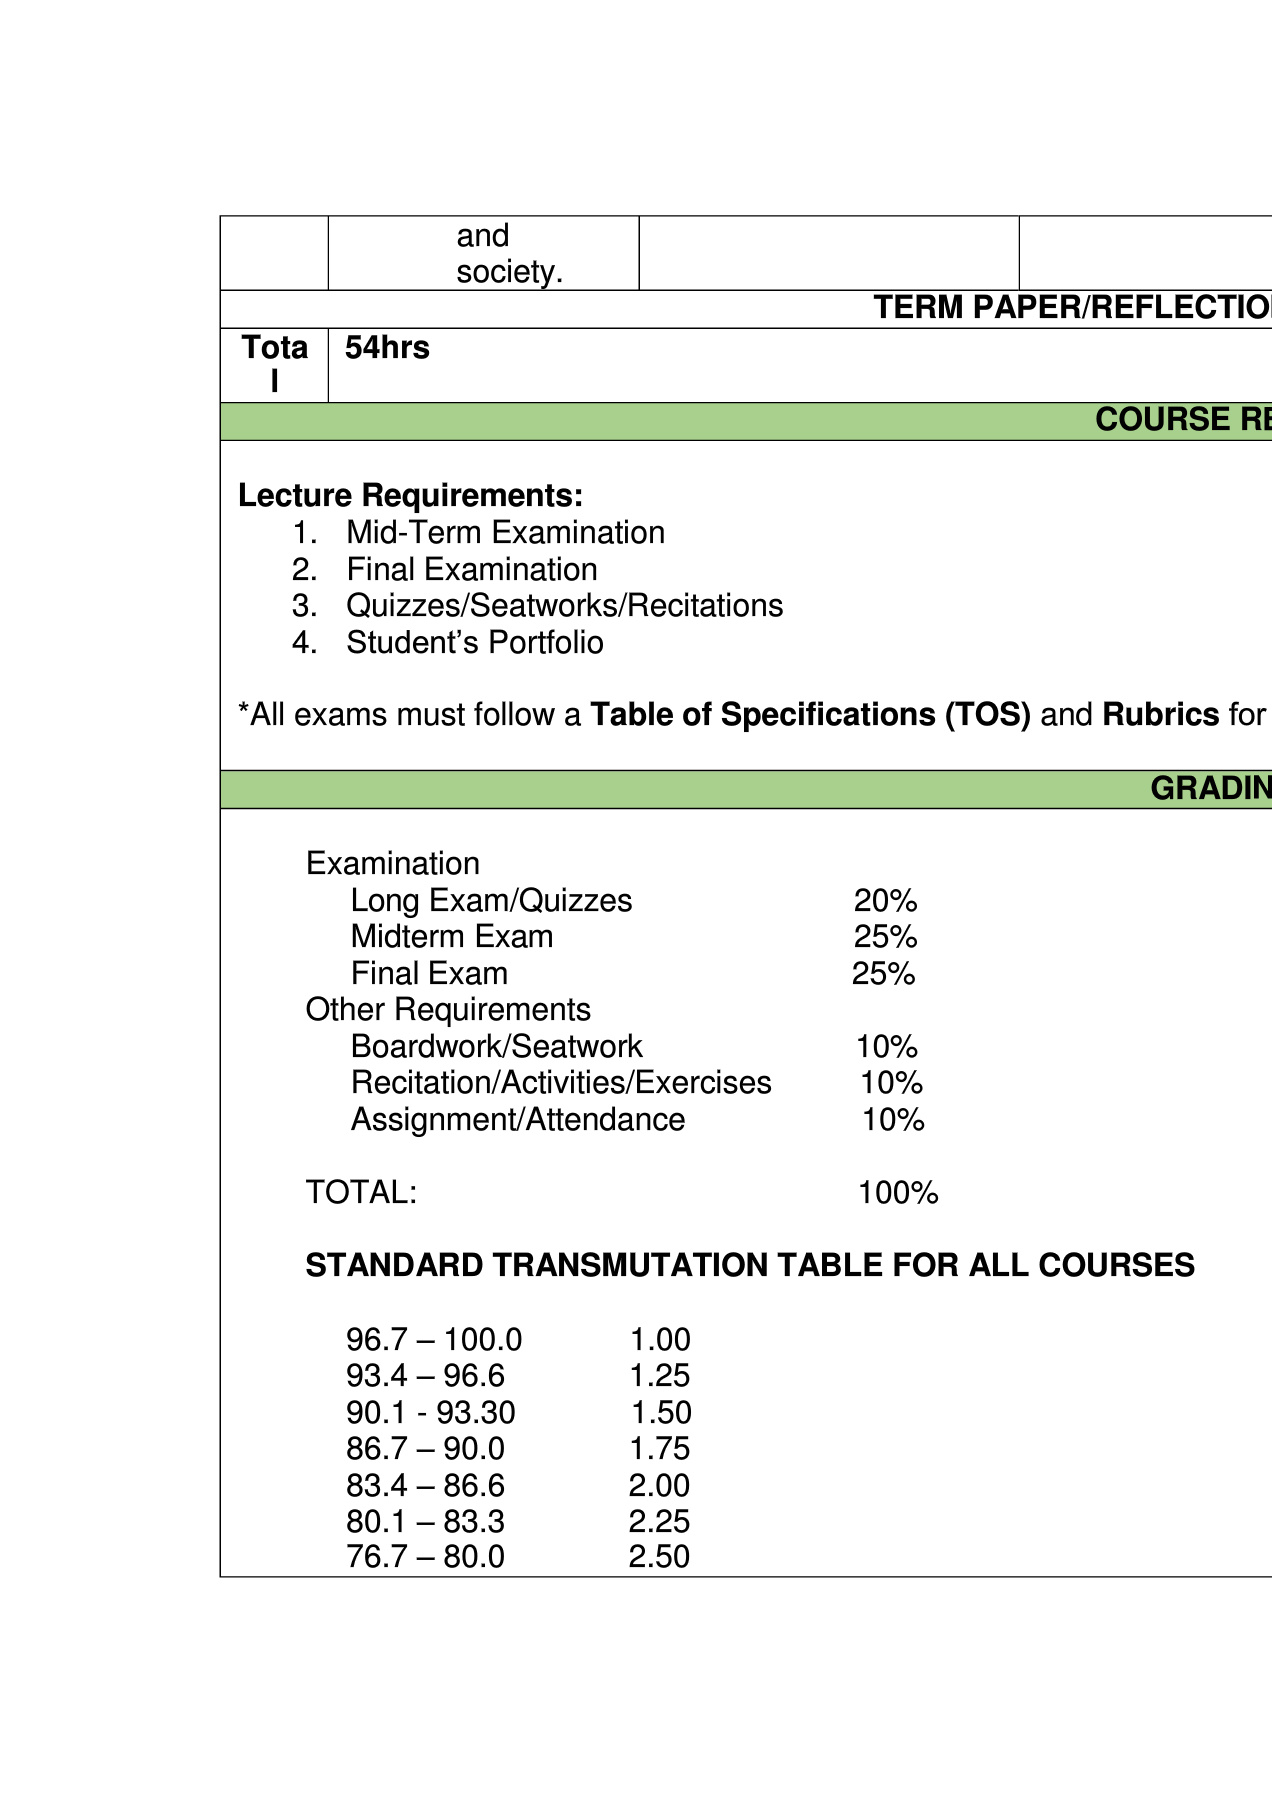 and
society.
TERM PAPER/REFLECTIO
Tota 54hrs
l
COURSE RE
Lecture Requirements:
1. Mid-Term Examination
2. Final Examination
3. Quizzes/Seatworks/Recitations
4. Student’s Portfolio
*All exams must follow a Table of Specifications (TOS) and Rubrics for
GRADIN
Examination
Long Exam/Quizzes 20%
Midterm Exam 25%
Final Exam 25%
Other Requirements
Boardwork/Seatwork 10%
Recitation/Activities/Exercises 10%
Assignment/Attendance 10%
TOTAL: 100%
STANDARD TRANSMUTATION TABLE FOR ALL COURSES
96.7 – 100.0 1.00
93.4 – 96.6 1.25
90.1 - 93.30 1.50
86.7 – 90.0 1.75
83.4 – 86.6 2.00
80.1 – 83.3 2.25
76.7 – 80.0 2.50